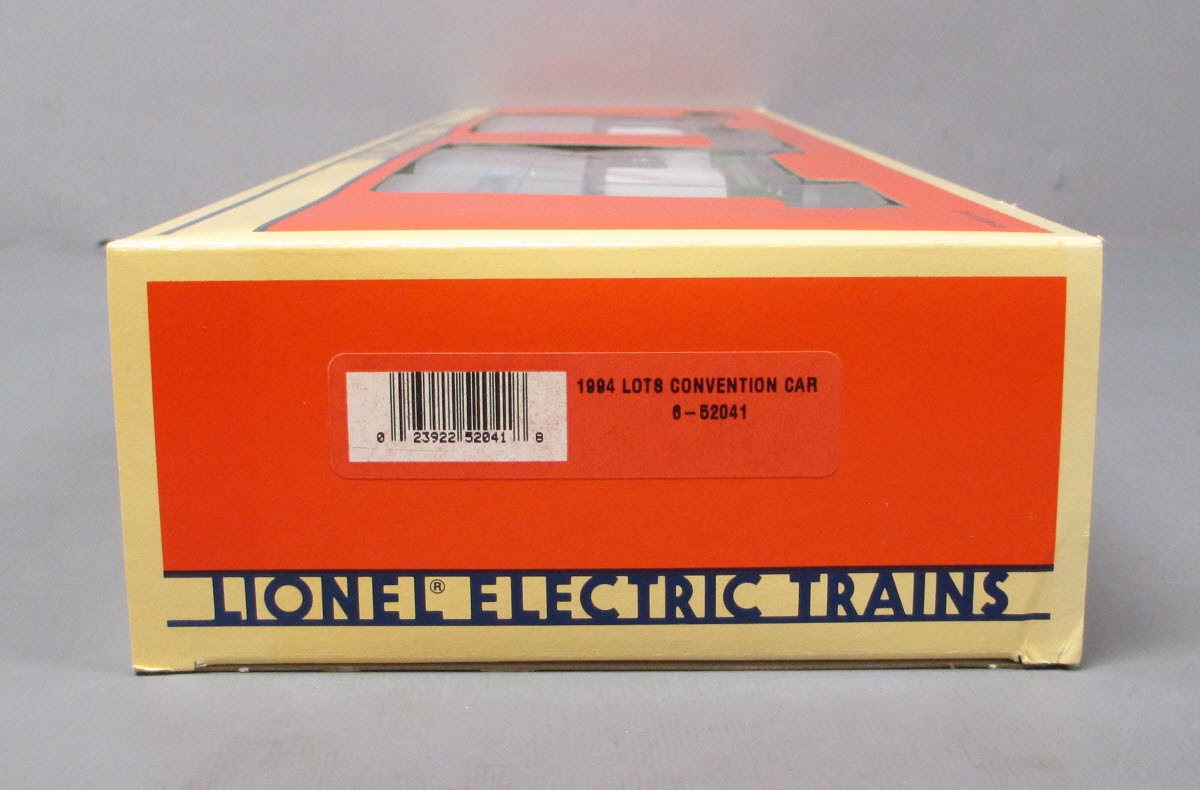 1994 LOTS CONVENTION CAR
6-52041
0 23922 52041 8
LIONEL® ELECTRIC TRAINS